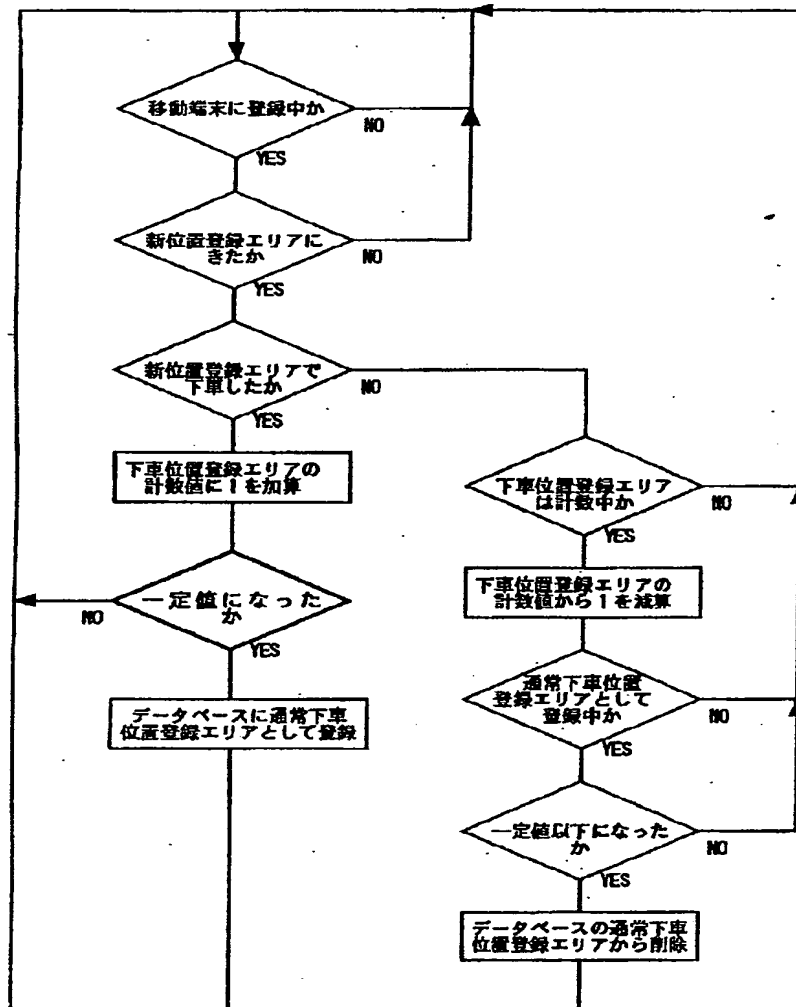 移動端末に登録中か
NO
YES
新位置登録エリアに
きたか
NO
YES
新位置登録エリアで
下車したか
NO
YES
下車位置登録エリアの
計数値に1を加算
一定値になった
か
NO
YES
データベースに通常下車
位置登録エリアとして登録
下車位置登録エリア
は計数中か
NO
YES
下車位置登録エリアの
計数値から1を減算
通常下車位置
登録エリアとして
登録中か
NO
YES
一定値以下になった
か
NO
YES
データベースの通常下車
位置登録エリアから削除